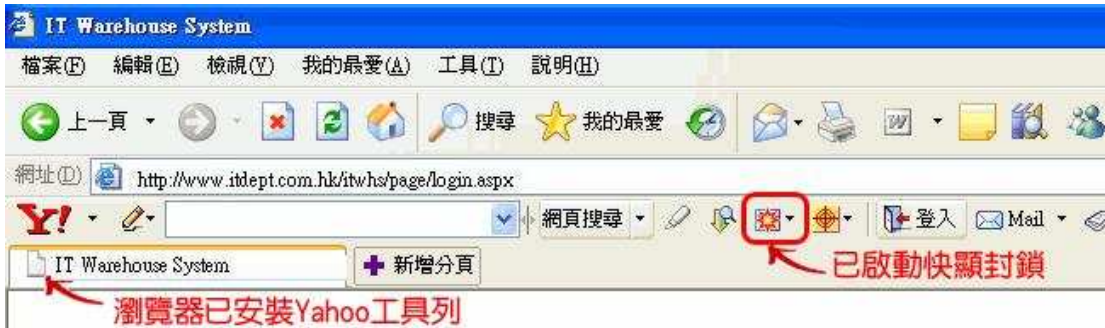 IT Warehouse System
檔案(F) 編輯(E) 檢視(V) 我的最愛(A) 工具(T) 說明(H)
上一頁 搜尋 我的最愛
網址(D) http://www.itdept.com.hk/itwhs/page/login.aspx
Y! 網頁搜尋 登入 Mail
IT Warehouse System 新增分頁 已啟動快顯封鎖
瀏覽器已安裝Yahoo工具列